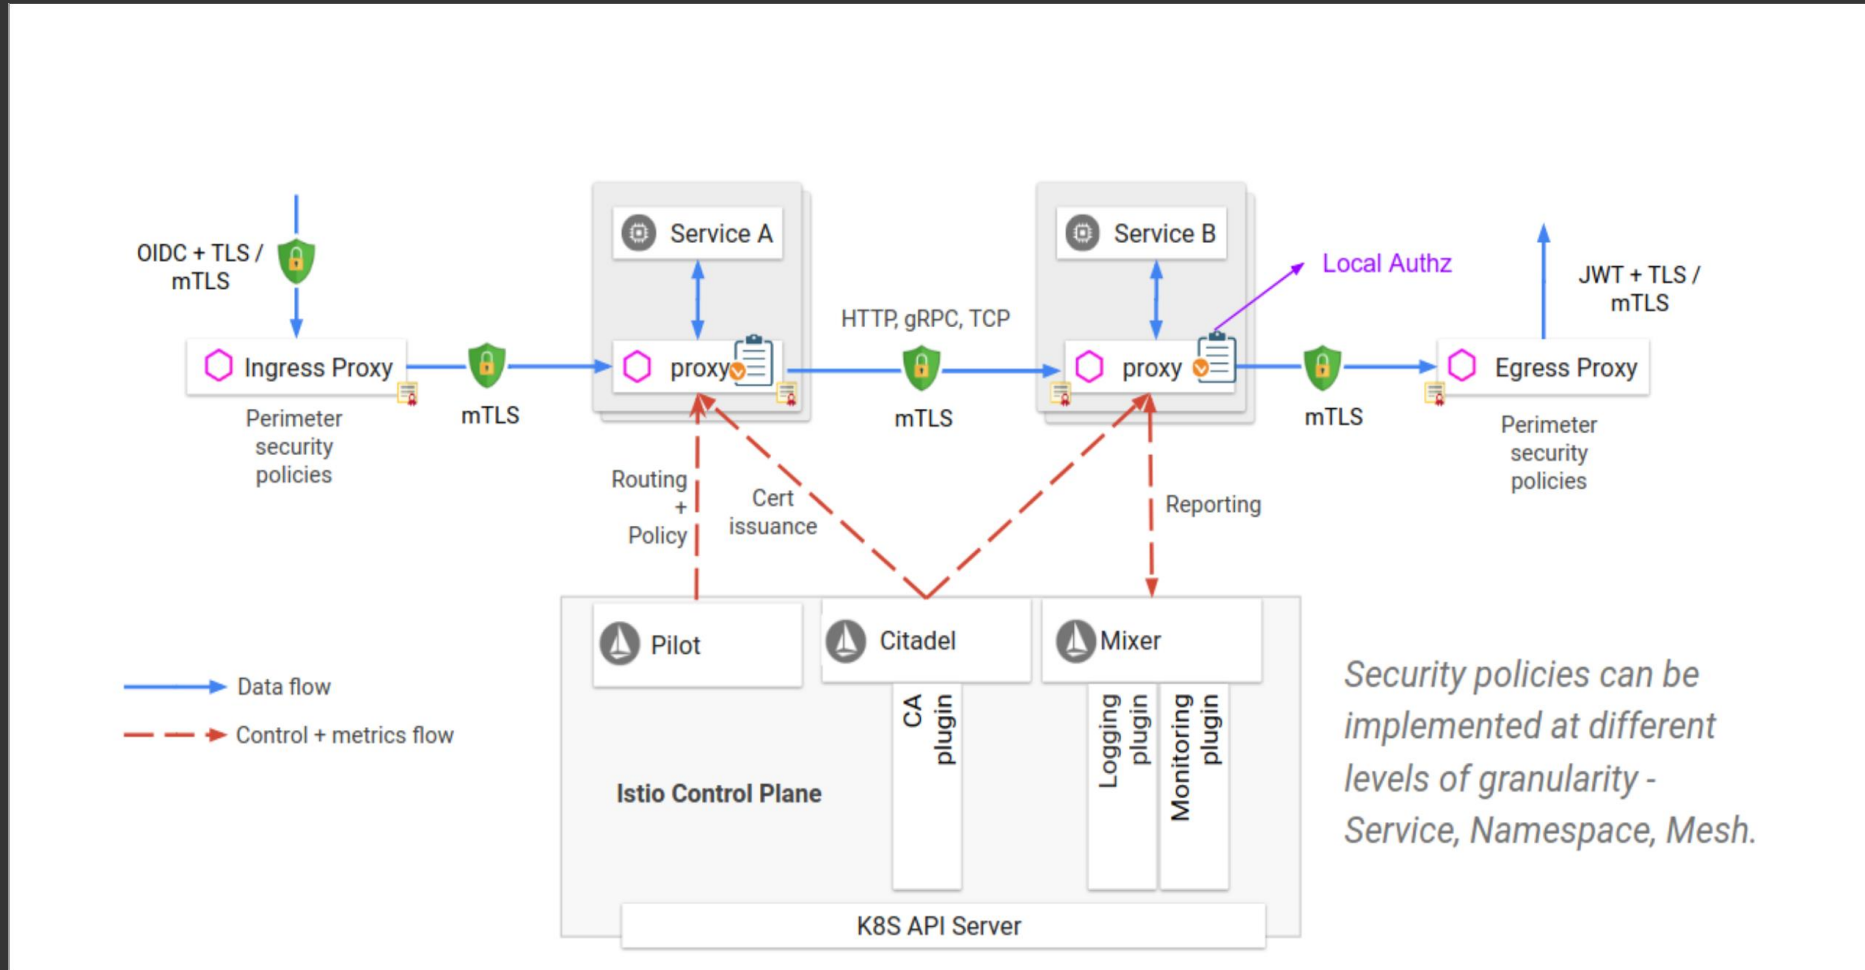 Service A
Service B
OIDC + TLS /
mTLS
Local Authz
JWT + TLS /
mTLS
HTTP, gRPC, TCP
Ingress Proxy
proxy
proxy
Egress Proxy
mTLS
mTLS
mTLS
Perimeter
security
policies
Perimeter
security
policies
Routing
+
Policy
Cert
issuance
Reporting
Pilot
Citadel
Mixer
CA
plugin
Logging
plugin
Monitoring
plugin
Data flow
Control + metrics flow
Istio Control Plane
K8S API Server
Security policies can be
implemented at different
levels of granularity -
Service, Namespace, Mesh.